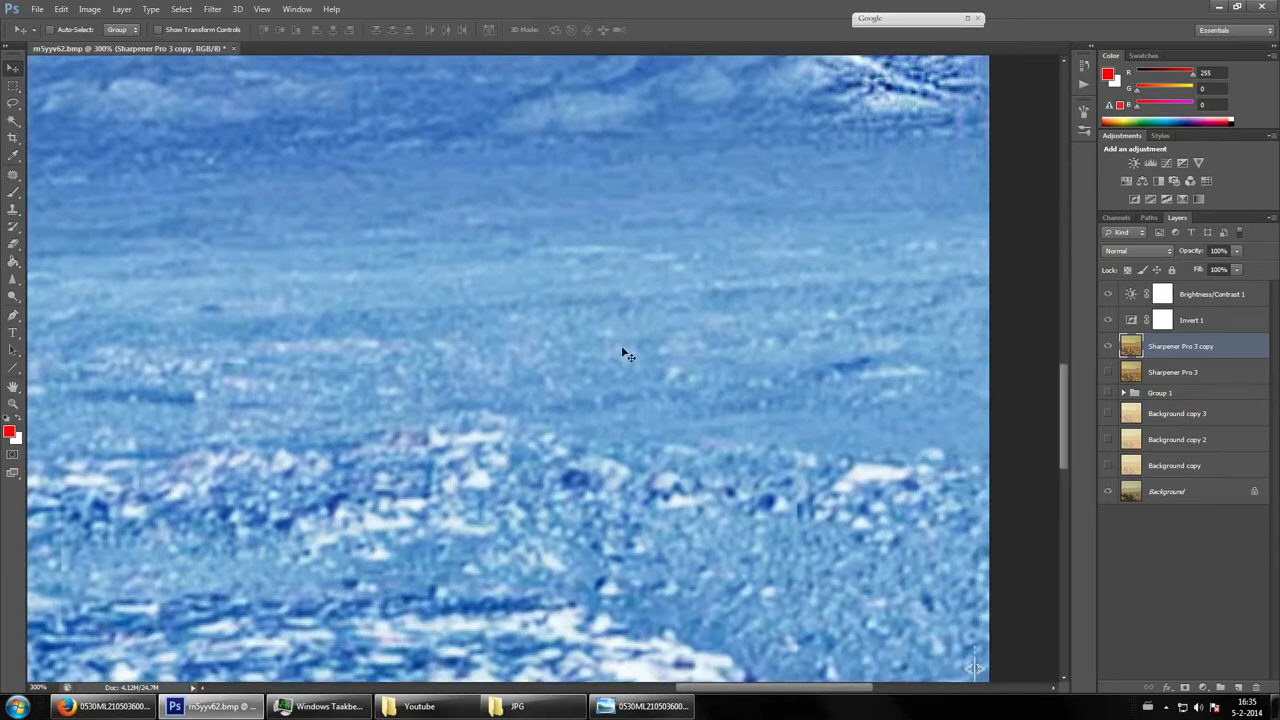 Ps File Edit Image Layer Type Select Filter 3D View Window Help
Google
Auto-Select: Group Show Transform Controls 3D Mode: Essentials
m5yyv62.bmp @ 300% (Sharpener Pro 3 copy, RGB/8) * ×
Color Swatches
R 255
G 0
B 0
Adjustments Styles
Add an adjustment
Channels Paths Layers
Kind
Normal Opacity: 100%
Lock: Fill: 100%
Brightness/Contrast 1
Invert 1
Sharpener Pro 3 copy
Sharpener Pro 3
Group 1
Background copy 3
Background copy 2
Background copy
Background
300% Doc: 4,12M/24,7M
0530ML210503600... Ps m5yyv62.bmp @ ... Windows Taakbe... Youtube JPG 0530ML210503600...
16:35
5-2-2014